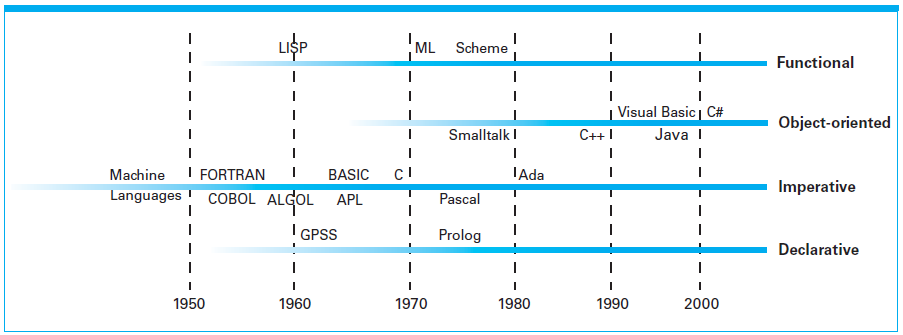 LISP ML Scheme
Functional
Visual Basic C#
Object-oriented
Smalltalk C++ Java
Machine FORTRAN BASIC C Ada
Imperative
Languages COBOL ALGOL APL Pascal
GPSS Prolog
Declarative
1950 1960 1970 1980 1990 2000